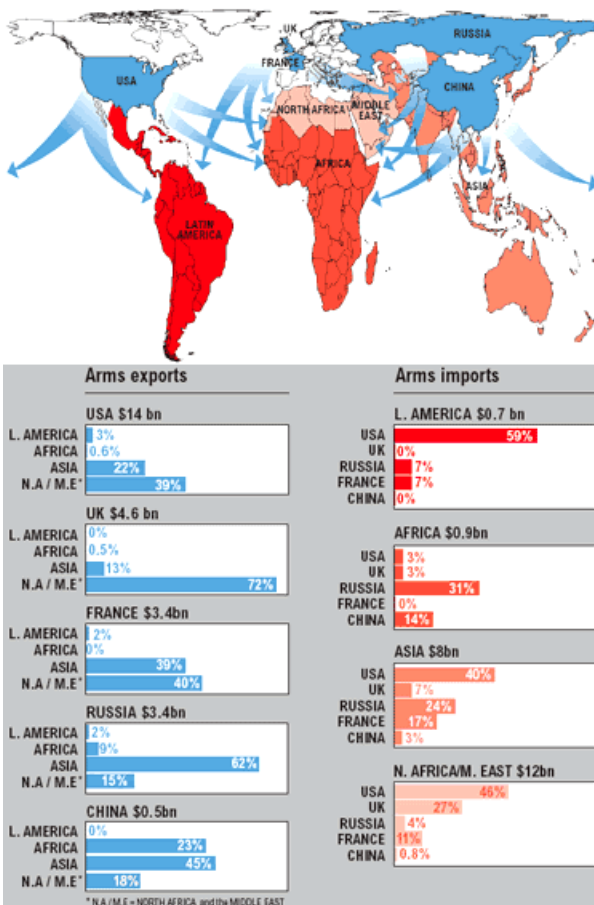 UK
RUSSIA
FRANCE
USA
CHINA
NORTH AFRICA
MIDDLE
EAST
AFRICA
ASIA
LATIN
AMERICA
Arms exports
USA $14 bn
L. AMERICA 3%
AFRICA 0.6%
ASIA 22%
N.A / M.E* 39%
UK $4.6 bn
L. AMERICA 0%
AFRICA 0.5%
ASIA 13%
N.A / M.E* 72%
FRANCE $3.4bn
L. AMERICA 2%
AFRICA 0%
ASIA 39%
N.A / M.E* 40%
RUSSIA $3.4bn
L. AMERICA 2%
AFRICA 9%
ASIA 62%
N.A / M.E* 15%
CHINA $0.5bn
L. AMERICA 0%
AFRICA 23%
ASIA 45%
N.A / M.E* 18%
* N.A / M.E = NORTH AFRICA and the MIDDLE EAST
Arms imports
L. AMERICA $0.7 bn
USA 59%
UK 0%
RUSSIA 7%
FRANCE 7%
CHINA 0%
AFRICA $0.9bn
USA 3%
UK 3%
RUSSIA 31%
FRANCE 0%
CHINA 14%
ASIA $8bn
USA 40%
UK 7%
RUSSIA 24%
FRANCE 17%
CHINA 3%
N. AFRICA/M. EAST $12bn
USA 46%
UK 27%
RUSSIA 4%
FRANCE 11%
CHINA 0.8%